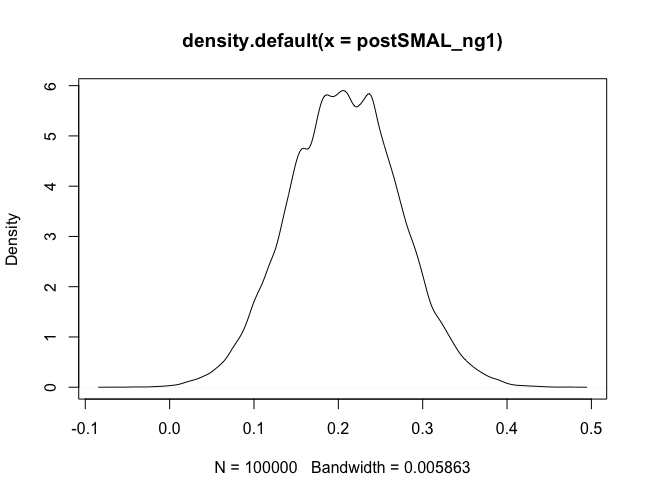 density.default(x = postSMAL_ng1)
6
5
4
3
2
1
0
Density
-0.1 0.0 0.1 0.2 0.3 0.4 0.5
N = 100000 Bandwidth = 0.005863